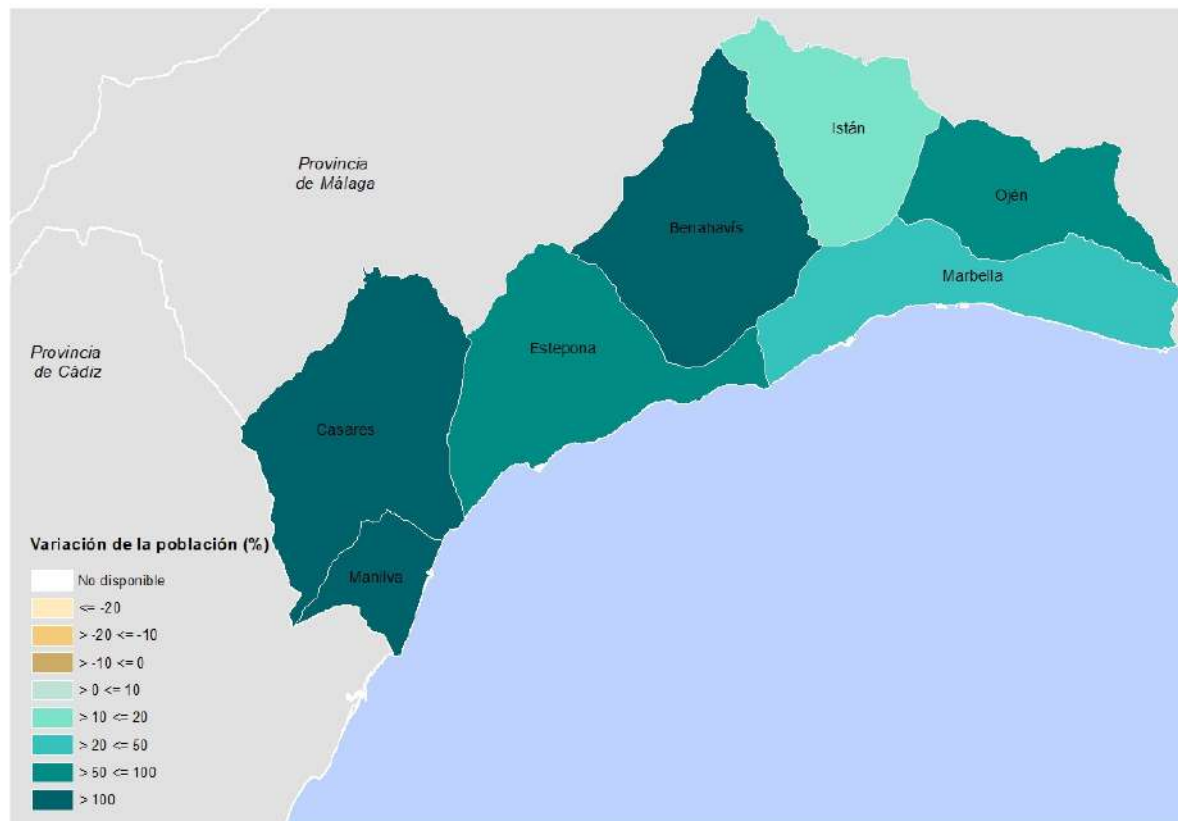 Istán
Provincia
de Málaga
Ojén
Benahavís
Marbella
Estepona
Provincia
de Cádiz
Casares
Manilva
Variación de la población (%)
No disponible
<= -20
> -20 <= -10
> -10 <= 0
> 0 <= 10
> 10 <= 20
> 20 <= 50
> 50 <= 100
> 100